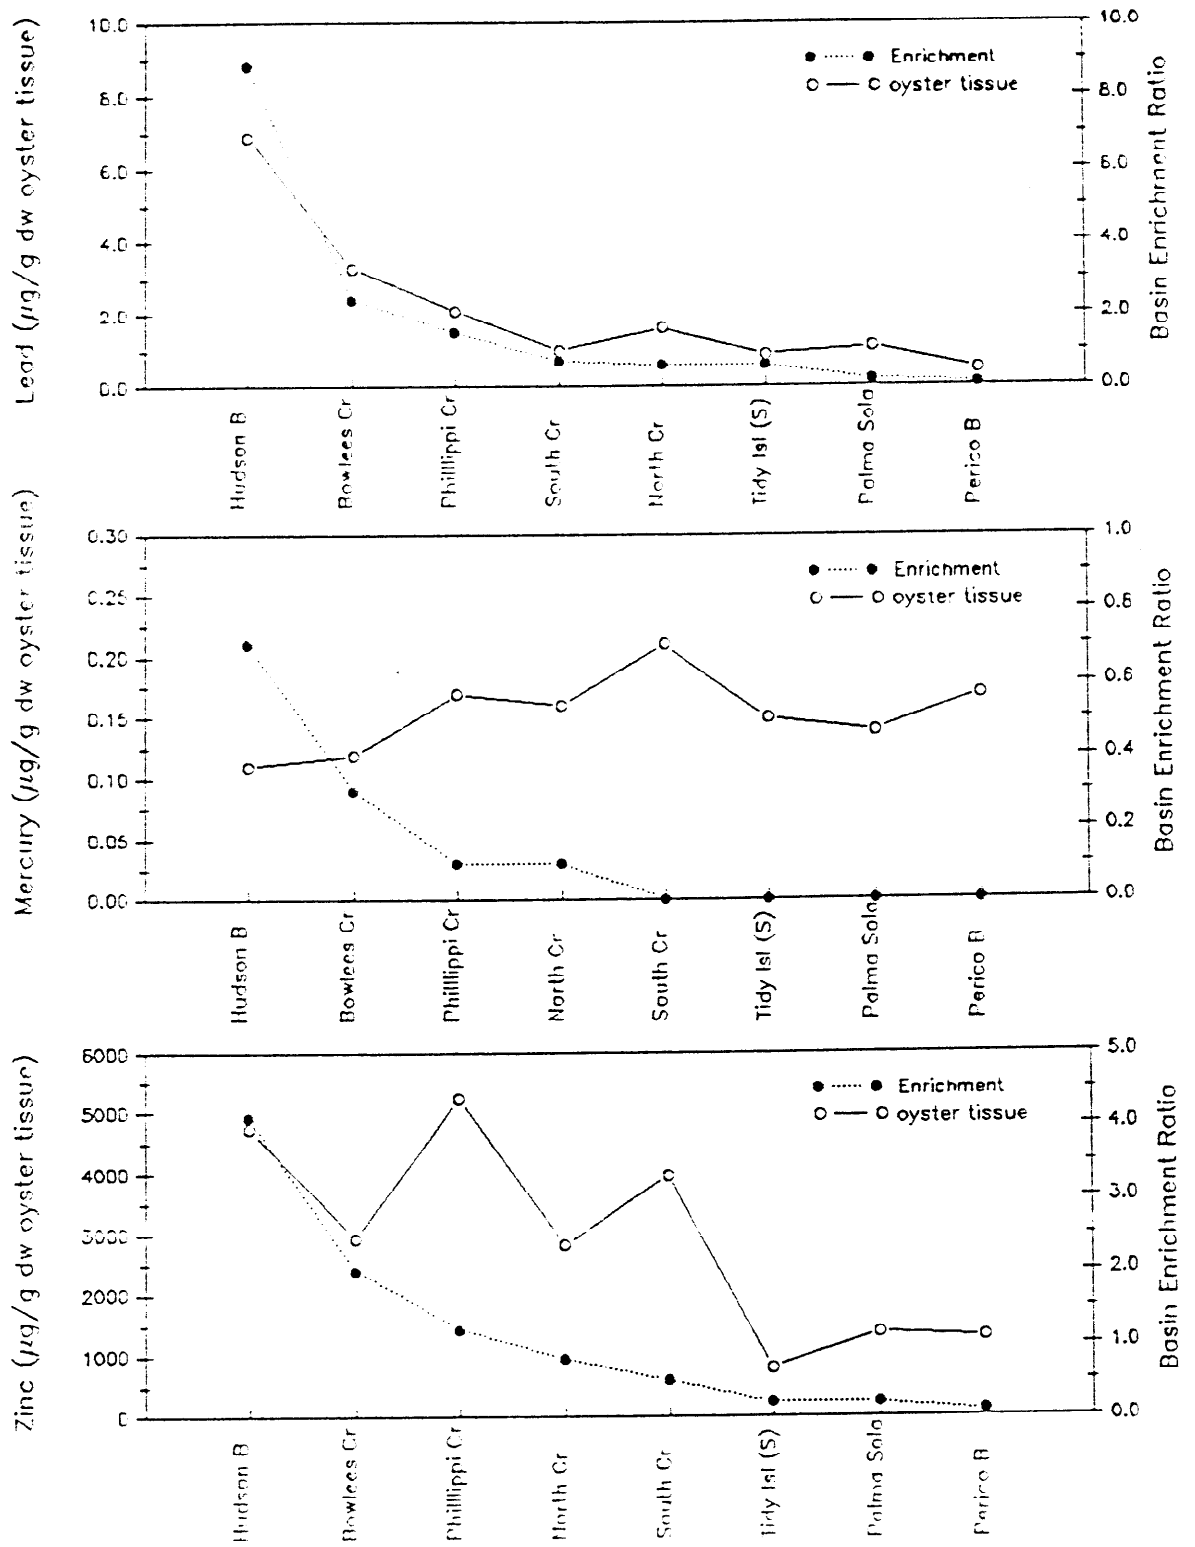 Lead (µg/g dw oyster tissue)
10.0
8.0
6.0
4.0
2.0
0.0
Enrichment
oyster tissue
10.0
8.0
6.0
4.0
2.0
0.0
Basin Enrichment Ratio
Hudson B
Bowlees Cr
Philllippi Cr
South Cr
North Cr
Tidy Isl (S)
Palma Sola
Perico B
Mercury (µg/g dw oyster tissue)
0.30
0.25
0.20
0.15
0.10
0.05
0.00
Enrichment
oyster tissue
1.0
0.8
0.6
0.4
0.2
0.0
Basin Enrichment Ratio
Hudson B
Bowlees Cr
Philllippi Cr
North Cr
South Cr
Tidy Isl (S)
Palma Sola
Perico B
Zinc (µg/g dw oyster tissue)
6000
5000
4000
3000
2000
1000
0
Enrichment
oyster tissue
5.0
4.0
3.0
2.0
1.0
0.0
Basin Enrichment Ratio
Hudson B
Bowlees Cr
Philllippi Cr
North Cr
South Cr
Tidy Isl (S)
Palma Sola
Perico B